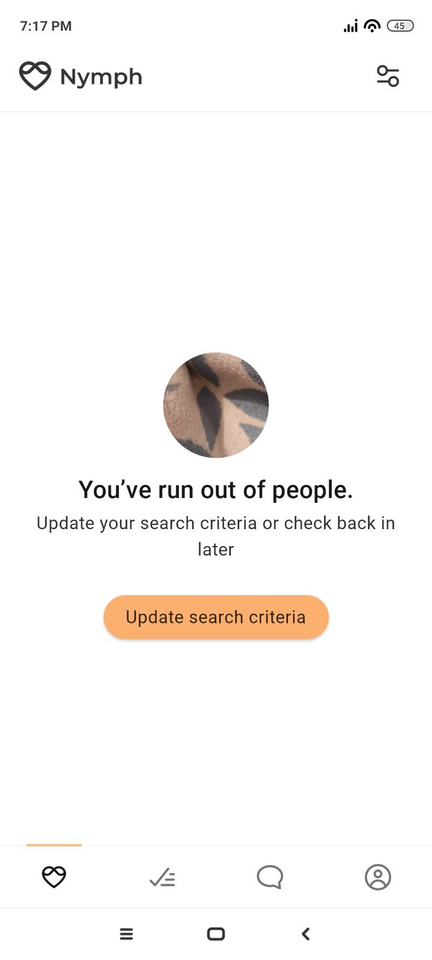 7:17 PM
45
Nymph
You’ve run out of people.
Update your search criteria or check back in
later
Update search criteria